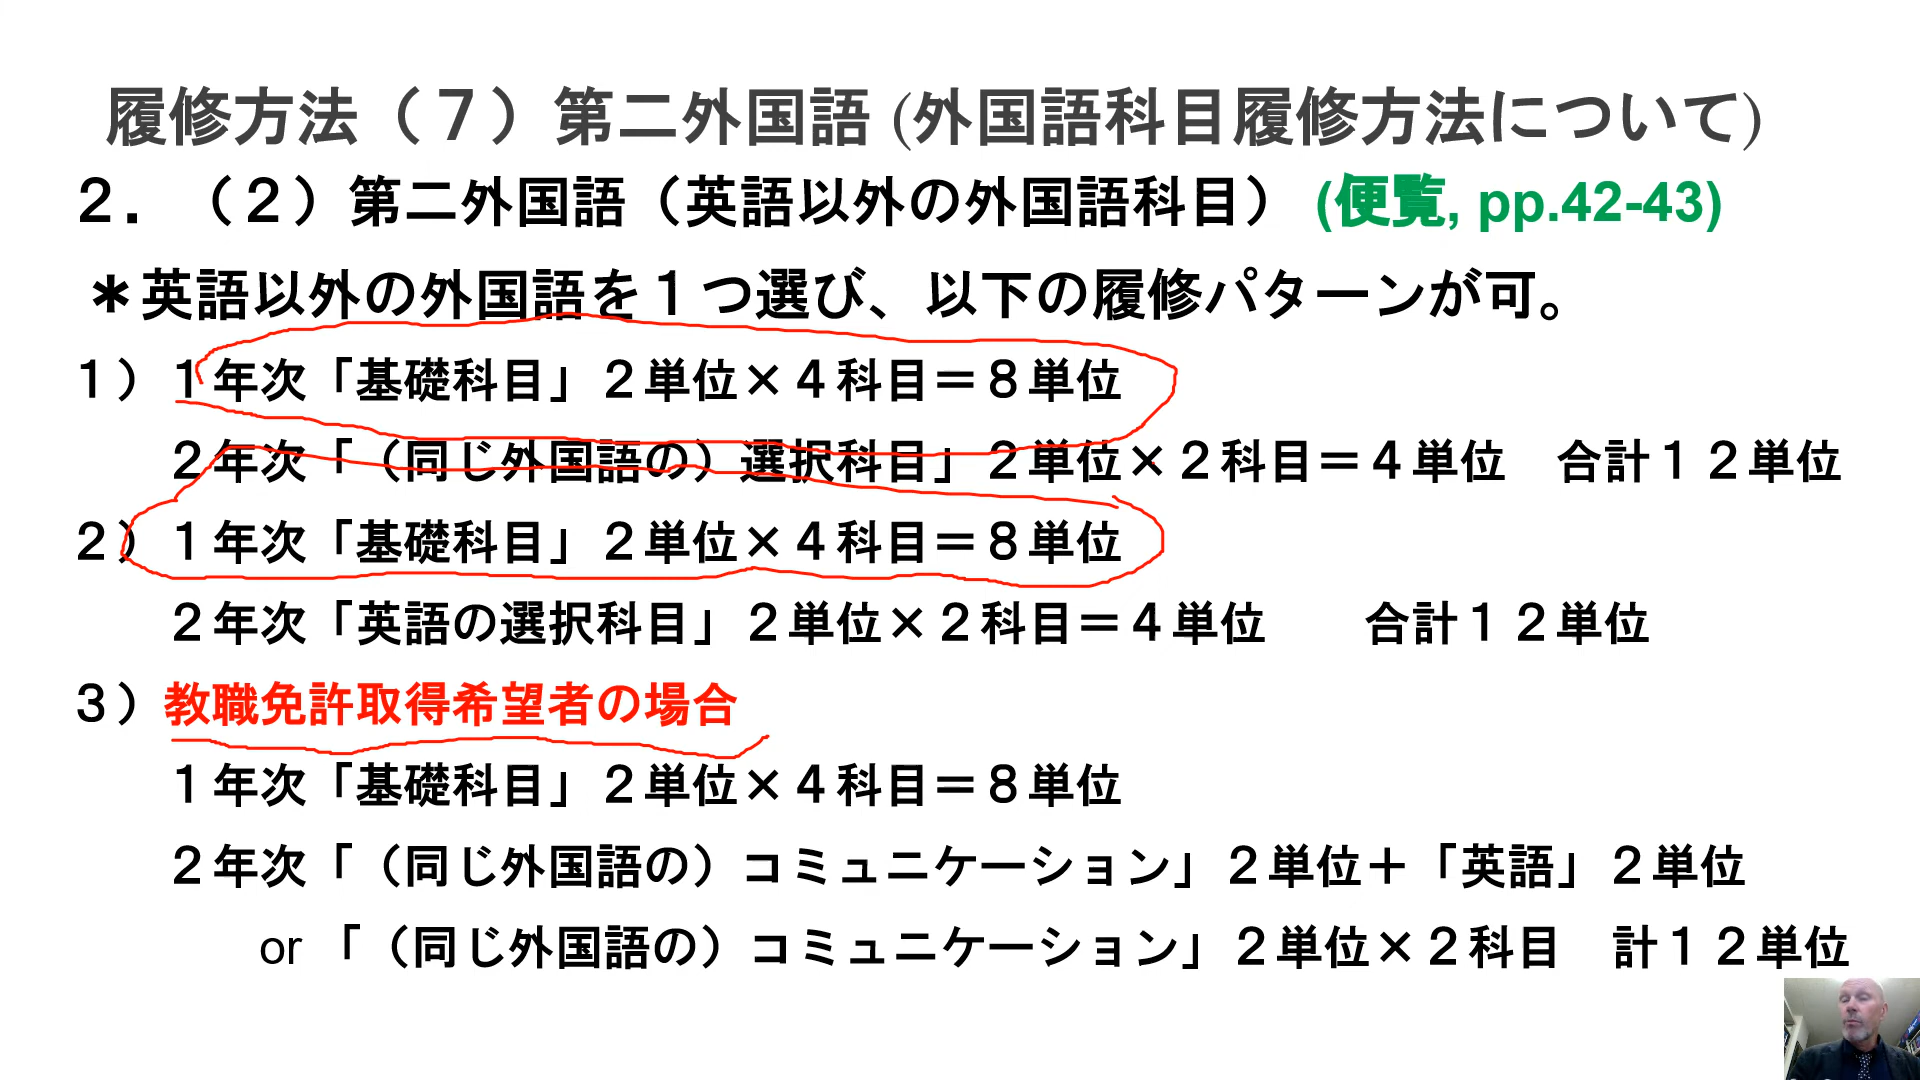 履修方法（７）第二外国語 (外国語科目履修方法について)
２．（２）第二外国語（英語以外の外国語科目） (便覧, pp.42-43)
＊英語以外の外国語を１つ選び、以下の履修パターンが可。
１）１年次「基礎科目」２単位×４科目＝８単位
２年次「（同じ外国語の）選択科目」２単位×２科目＝４単位　合計１２単位
２）１年次「基礎科目」２単位×４科目＝８単位
２年次「英語の選択科目」２単位×２科目＝４単位　　合計１２単位
３）教職免許取得希望者の場合
１年次「基礎科目」２単位×４科目＝８単位
２年次「（同じ外国語の）コミュニケーション」２単位＋「英語」２単位
or 「（同じ外国語の）コミュニケーション」２単位×２科目　計１２単位